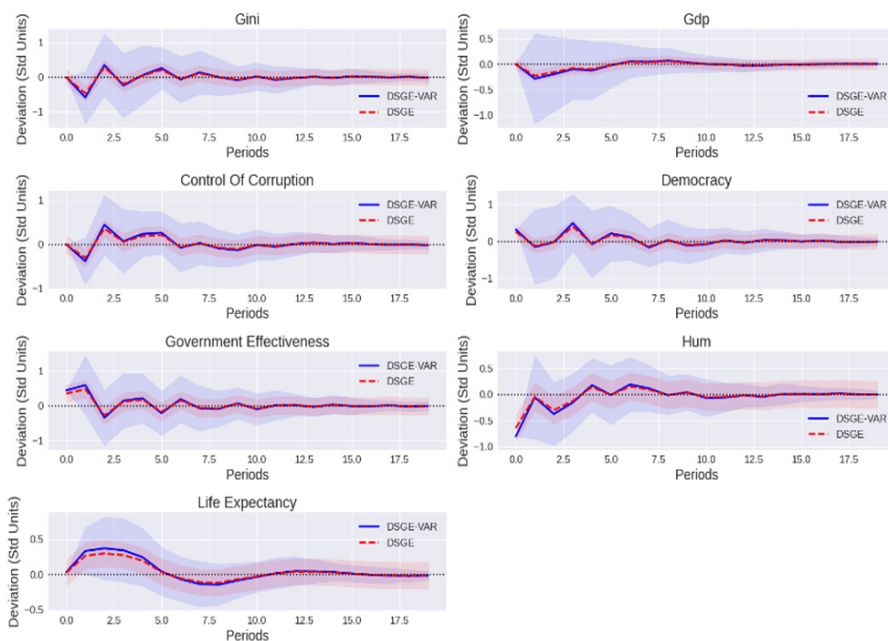 Gini
Deviation (Std Units)
1
0
−1
DSGE-VAR
DSGE
0.0 2.5 5.0 7.5 10.0 12.5 15.0 17.5
Periods
Gdp
Deviation (Std Units)
0.5
0.0
−0.5
−1.0
DSGE-VAR
DSGE
0.0 2.5 5.0 7.5 10.0 12.5 15.0 17.5
Periods
Control Of Corruption
Deviation (Std Units)
1
0
−1
DSGE-VAR
DSGE
0.0 2.5 5.0 7.5 10.0 12.5 15.0 17.5
Periods
Democracy
Deviation (Std Units)
1
0
−1
DSGE-VAR
DSGE
0.0 2.5 5.0 7.5 10.0 12.5 15.0 17.5
Periods
Government Effectiveness
Deviation (Std Units)
1
0
−1
DSGE-VAR
DSGE
0.0 2.5 5.0 7.5 10.0 12.5 15.0 17.5
Periods
Hum
Deviation (Std Units)
0.5
0.0
−0.5
−1.0
DSGE-VAR
DSGE
0.0 2.5 5.0 7.5 10.0 12.5 15.0 17.5
Periods
Life Expectancy
Deviation (Std Units)
0.5
0.0
−0.5
DSGE-VAR
DSGE
0.0 2.5 5.0 7.5 10.0 12.5 15.0 17.5
Periods